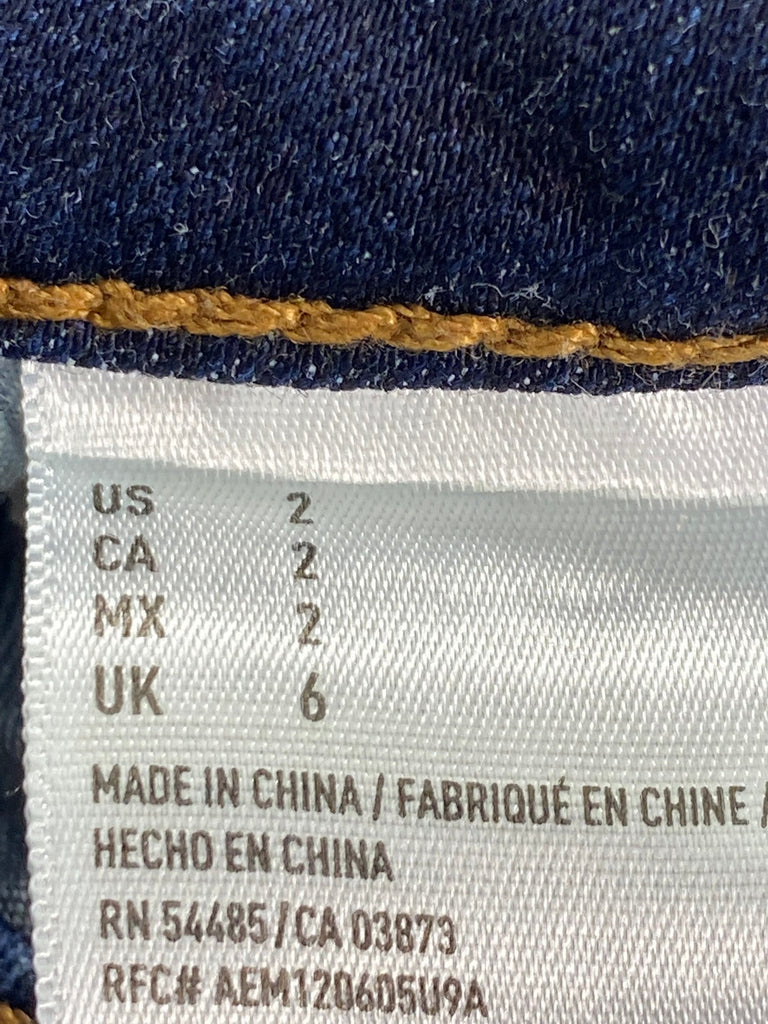 US 2
CA 2
MX 2
UK 6
MADE IN CHINA / FABRIQUÉ EN CHINE /
HECHO EN CHINA
RN 54485 / CA 03873
RFC# AEM120605U9A